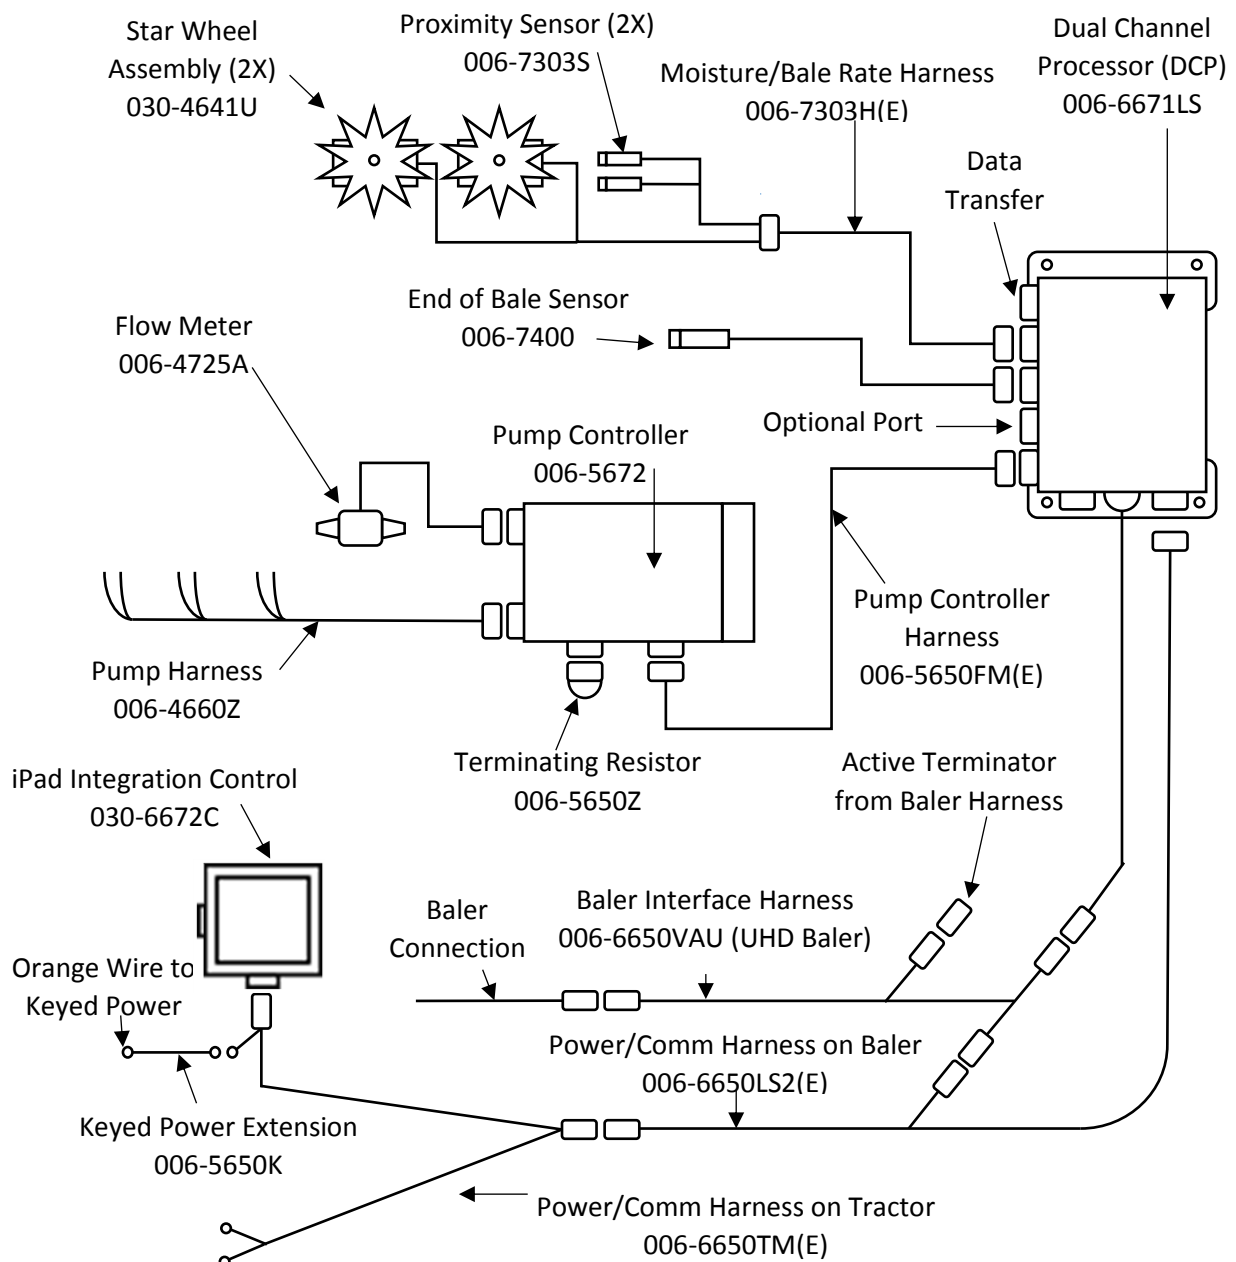 Star Wheel
Assembly (2X)
030-4641U
Proximity Sensor (2X)
006-7303S
Moisture/Bale Rate Harness
006-7303H(E)
Dual Channel
Processor (DCP)
006-6671LS
Data
Transfer
End of Bale Sensor
006-7400
Flow Meter
006-4725A
Optional Port
Pump Controller
006-5672
Pump Controller
Harness
006-5650FM(E)
Pump Harness
006-4660Z
Terminating Resistor
006-5650Z
Active Terminator
from Baler Harness
iPad Integration Control
030-6672C
Baler
Connection
Baler Interface Harness
006-6650VAU (UHD Baler)
Orange Wire to
Keyed Power
Power/Comm Harness on Baler
006-6650LS2(E)
Keyed Power Extension
006-5650K
Power/Comm Harness on Tractor
006-6650TM(E)